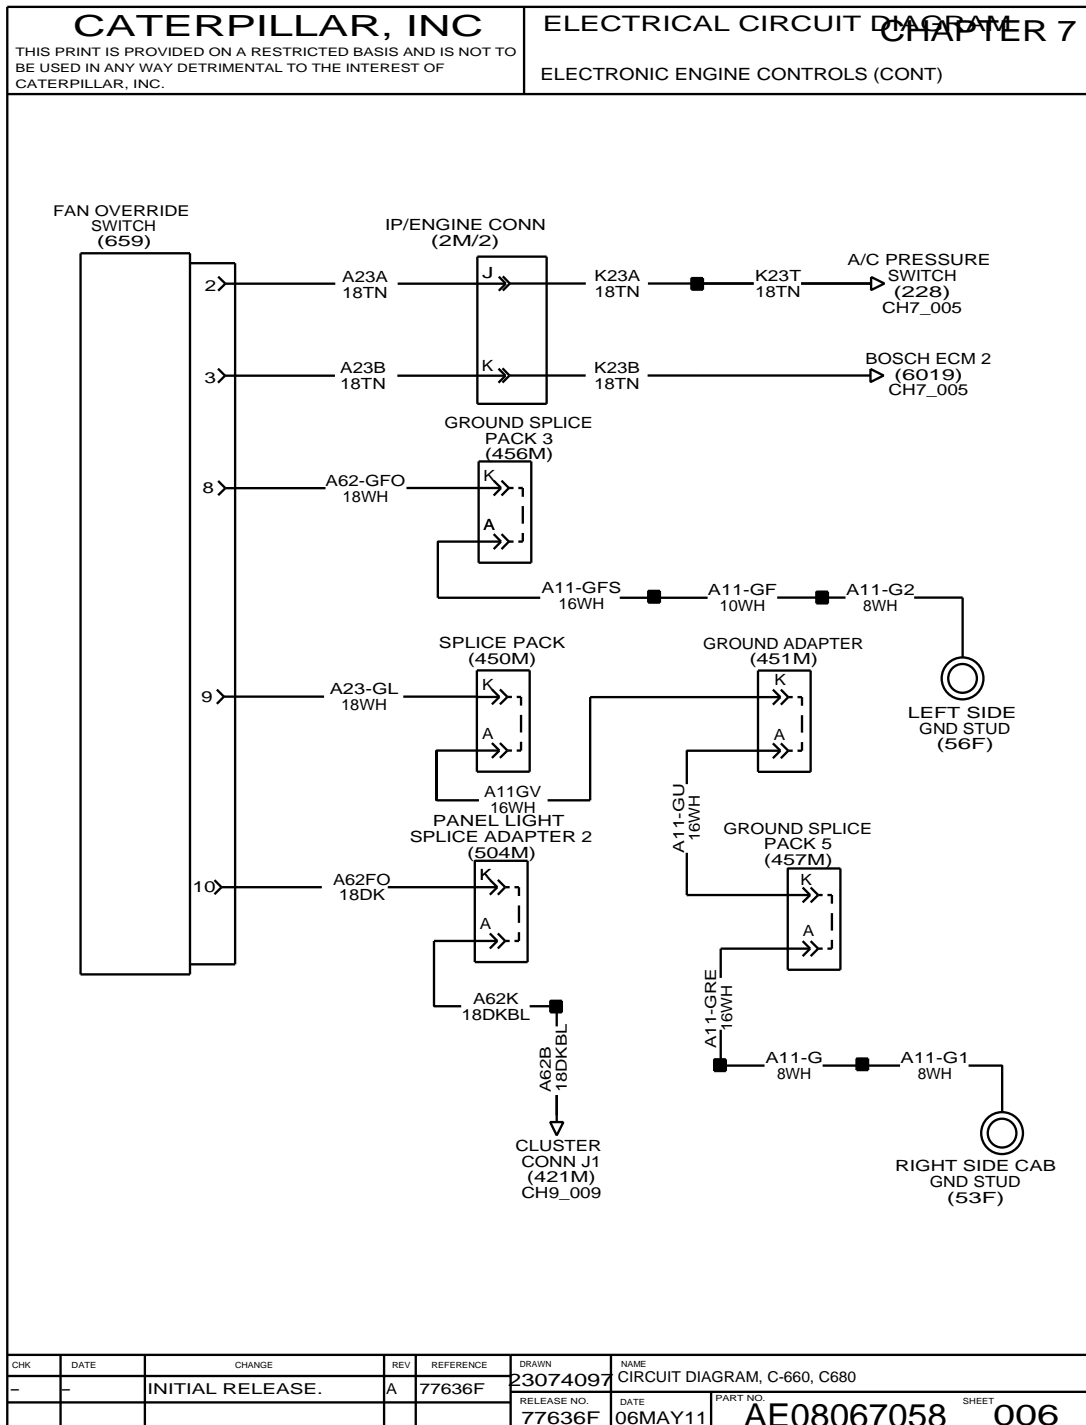 CATERPILLAR, INC
THIS PRINT IS PROVIDED ON A RESTRICTED BASIS AND IS NOT TO
BE USED IN ANY WAY DETRIMENTAL TO THE INTEREST OF
CATERPILLAR, INC.
ELECTRICAL CIRCUIT DIAGRAM
CHAPTER 7
ELECTRONIC ENGINE CONTROLS (CONT)
FAN OVERRIDE
SWITCH
(659)
IP/ENGINE CONN
(2M/2)
2
A23A
18TN
J
K23A
18TN
K23T
18TN
A/C PRESSURE
SWITCH
(228)
CH7_005
3
A23B
18TN
K
K23B
18TN
BOSCH ECM 2
(6019)
CH7_005
GROUND SPLICE
PACK 3
(456M)
8
A62-GFO
18WH
K
A
A11-GFS
16WH
A11-GF
10WH
A11-G2
8WH
LEFT SIDE
GND STUD
(56F)
SPLICE PACK
(450M)
9
A23-GL
18WH
K
A
A11GV
16WH
GROUND ADAPTER
(451M)
K
A
A11-GU
16WH
PANEL LIGHT
SPLICE ADAPTER 2
(504M)
10
A62FO
18DK
K
A
A62K
18DKBL
A62B
18DKBL
CLUSTER
CONN J1
(421M)
CH9_009
GROUND SPLICE
PACK 5
(457M)
K
A
A11-GRE
16WH
A11-G
8WH
A11-G1
8WH
RIGHT SIDE CAB
GND STUD
(53F)
CHK DATE CHANGE REV REFERENCE
- - INITIAL RELEASE. A 77636F
DRAWN
23074097
NAME
CIRCUIT DIAGRAM, C-660, C680
RELEASE NO.
77636F
DATE
06MAY11
PART NO.
AE08067058
SHEET
006